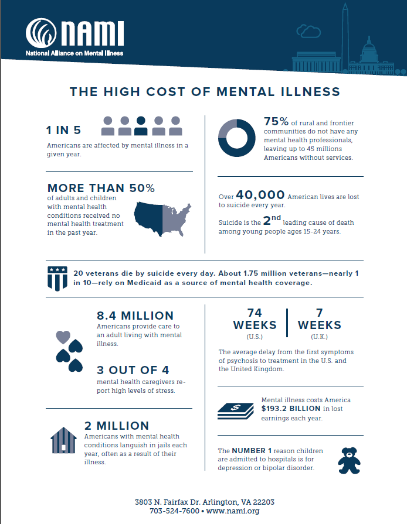 NAMI
National Alliance on Mental Illness
THE HIGH COST OF MENTAL ILLNESS
1 IN 5
Americans are affected by mental illness in a
given year.
75% of rural and frontier
communities do not have any
mental health professionals,
leaving up to 45 millions
Americans without services.
MORE THAN 50%
of adults and children
with mental health
conditions received no
mental health treatment
in the past year.
Over 40,000 American lives are lost
to suicide every year.
Suicide is the 2nd leading cause of death
among young people ages 15-24 years.
20 veterans die by suicide every day. About 1.75 million veterans—nearly 1
in 10—rely on Medicaid as a source of mental health coverage.
8.4 MILLION
Americans provide care to
an adult living with mental
illness.
3 OUT OF 4
mental health caregivers re-
port high levels of stress.
2 MILLION
Americans with mental health
conditions languish in jails each
year, often as a result of their
illness.
74
WEEKS
(U.S.)
7
WEEKS
(U.K.)
The average delay from the first symptoms
of psychosis to treatment in the U.S. and
the United Kingdom.
$
Mental illness costs America
$193.2 BILLION in lost
earnings each year.
The NUMBER 1 reason children
are admitted to hospitals is for
depression or bipolar disorder.
3803 N. Fairfax Dr. Arlington, VA 22203
703-524-7600 • www.nami.org